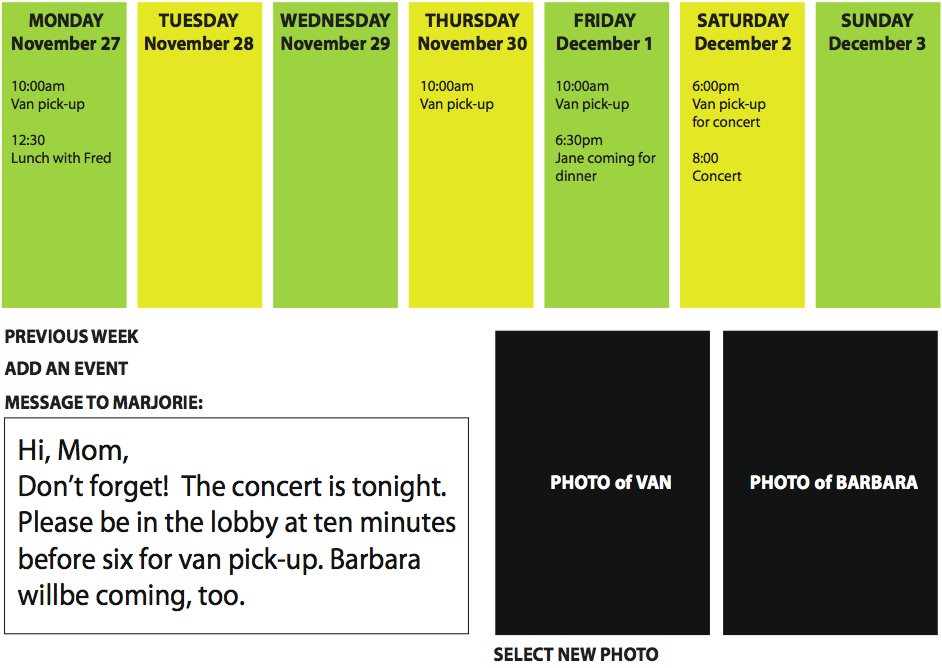 MONDAY
November 27
10:00am
Van pick-up
12:30
Lunch with Fred
TUESDAY
November 28
WEDNESDAY
November 29
THURSDAY
November 30
10:00am
Van pick-up
FRIDAY
December 1
10:00am
Van pick-up
6:30pm
Jane coming for
dinner
SATURDAY
December 2
6:00pm
Van pick-up
for concert
8:00
Concert
SUNDAY
December 3
PREVIOUS WEEK
ADD AN EVENT
MESSAGE TO MARJORIE:
Hi, Mom,
Don't forget!  The concert is tonight.
Please be in the lobby at ten minutes
before six for van pick-up. Barbara
willbe coming, too.
PHOTO of VAN
PHOTO of BARBARA
SELECT NEW PHOTO